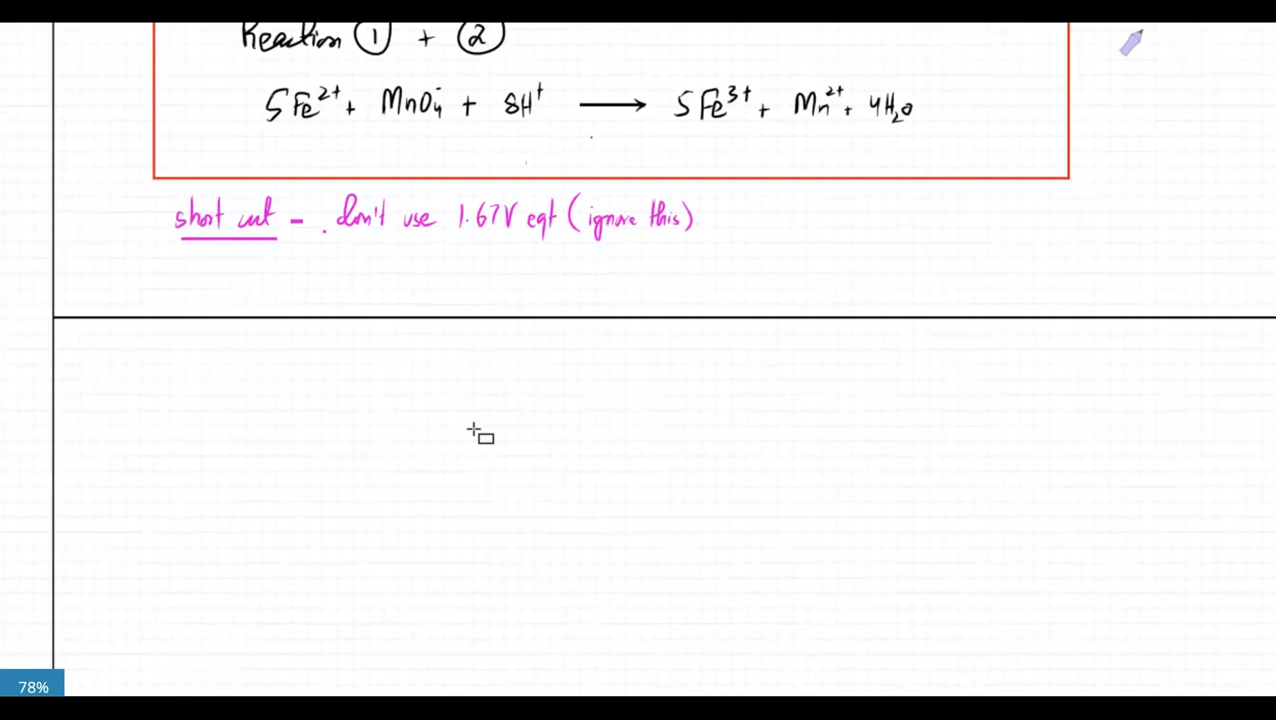 Reaction ① + ②
5Fe²⁺ + MnO₄⁻ + 8H⁺ ⟶ 5Fe³⁺ + Mn²⁺ + 4H₂O
short cut - . don't use 1.67V eqt (ignore this)
78%